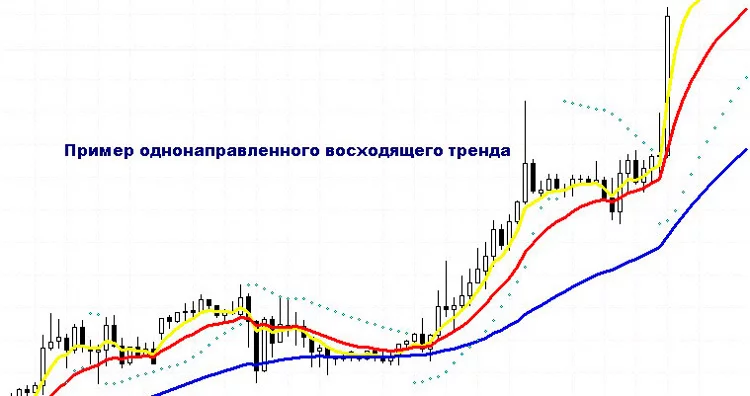 Пример однонаправленного восходящего тренда